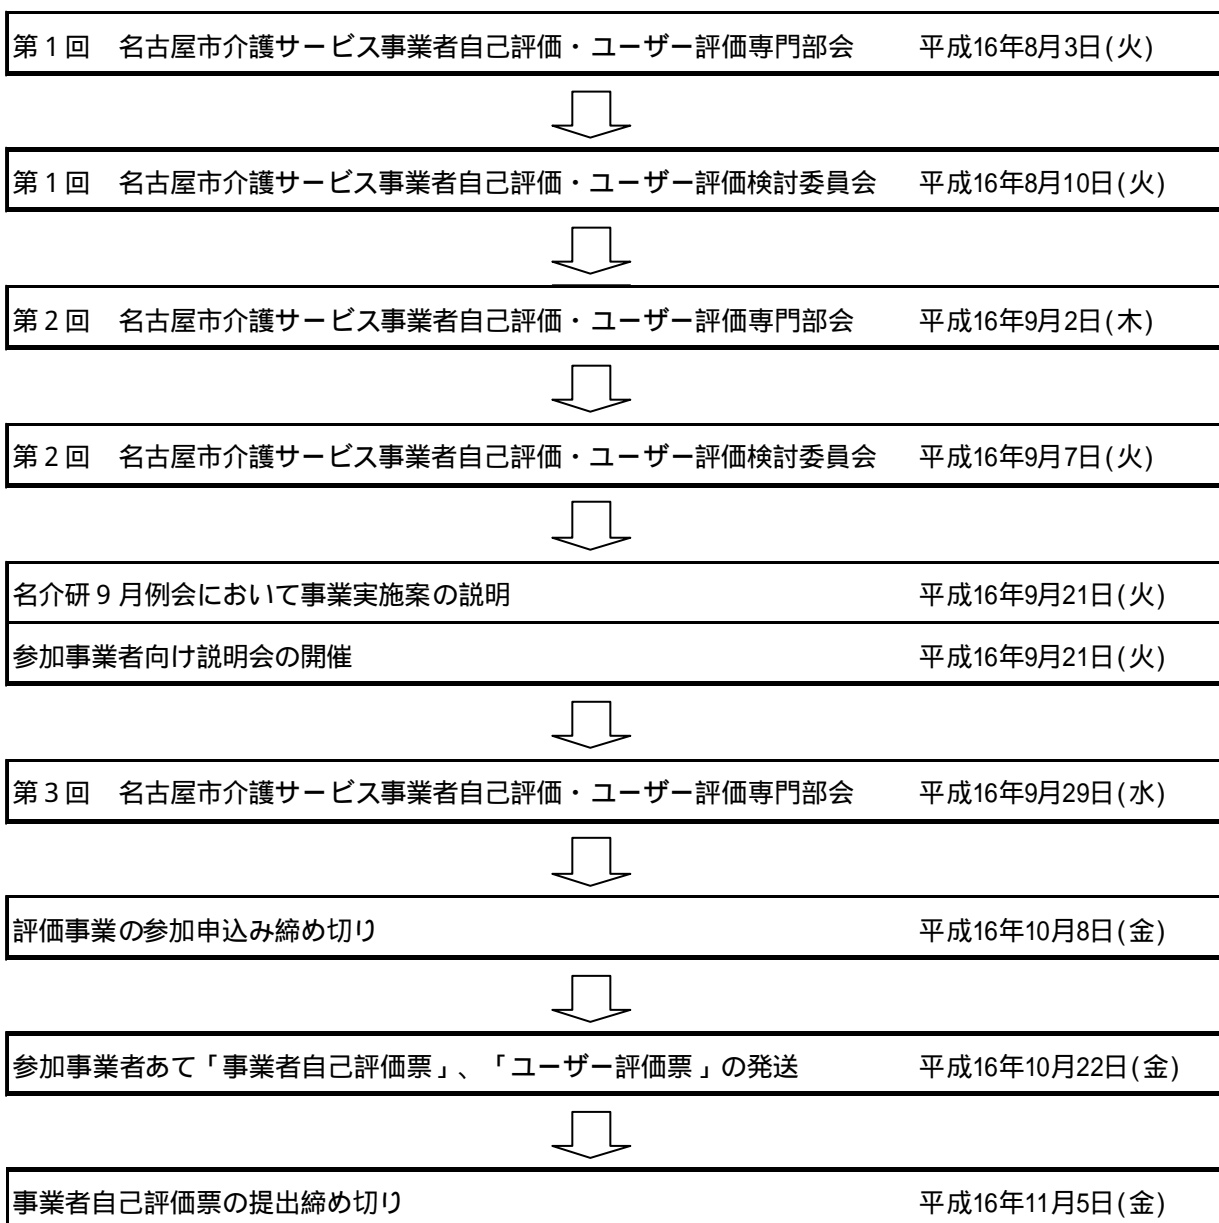 第1回　名古屋市介護サービス事業者自己評価・ユーザー評価専門部会　平成16年8月3日(火)
第1回　名古屋市介護サービス事業者自己評価・ユーザー評価検討委員会　平成16年8月10日(火)
第2回　名古屋市介護サービス事業者自己評価・ユーザー評価専門部会　平成16年9月2日(木)
第2回　名古屋市介護サービス事業者自己評価・ユーザー評価検討委員会　平成16年9月7日(火)
名介研9月例会において事業実施案の説明　平成16年9月21日(火)
参加事業者向け説明会の開催　平成16年9月21日(火)
第3回　名古屋市介護サービス事業者自己評価・ユーザー評価専門部会　平成16年9月29日(水)
評価事業の参加申込み締め切り　平成16年10月8日(金)
参加事業者あて「事業者自己評価票」、「ユーザー評価票」の発送　平成16年10月22日(金)
事業者自己評価票の提出締め切り　平成16年11月5日(金)